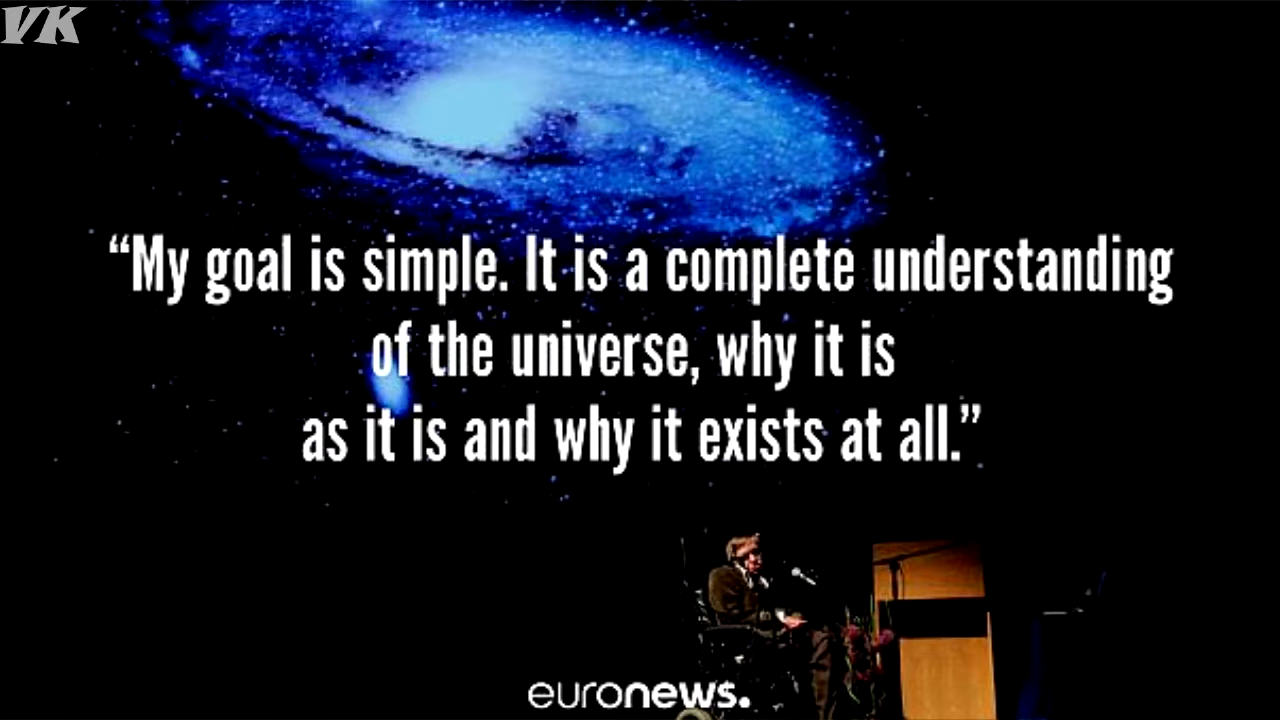 VK
“My goal is simple. It is a complete understanding
of the universe, why it is
as it is and why it exists at all.”
euronews.